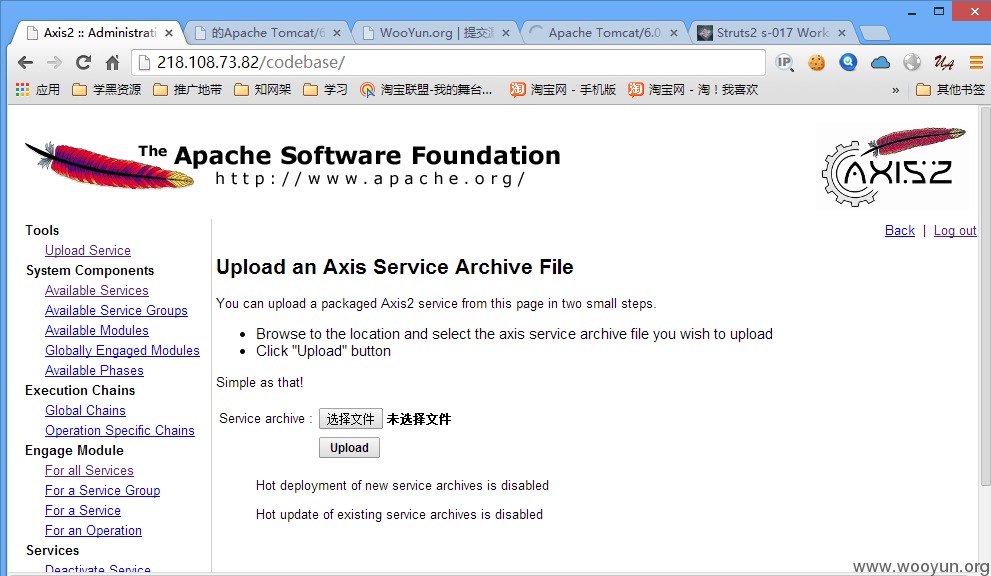 Axis2 :: Administrati
的Apache Tomcat/6
WooYun.org | 提交
Apache Tomcat/6.0
Struts2 s-017 Work
218.108.73.82/codebase/
应用
学黑资源
推广地带
知网架
学习
淘宝联盟-我的舞台...
淘宝网 - 手机版
淘宝网 - 淘！我喜欢
»
其他书签
The Apache Software Foundation
http://www.apache.org/
AXIS2
Back | Log out
Tools
Upload Service
System Components
Available Services
Available Service Groups
Available Modules
Globally Engaged Modules
Available Phases
Execution Chains
Global Chains
Operation Specific Chains
Engage Module
For all Services
For a Service Group
For a Service
For an Operation
Services
Deactivate Service
Upload an Axis Service Archive File
You can upload a packaged Axis2 service from this page in two small steps.
• Browse to the location and select the axis service archive file you wish to upload
• Click "Upload" button
Simple as that!
Service archive : 选择文件 未选择文件
Upload
Hot deployment of new service archives is disabled
Hot update of existing service archives is disabled
www.wooyun.org